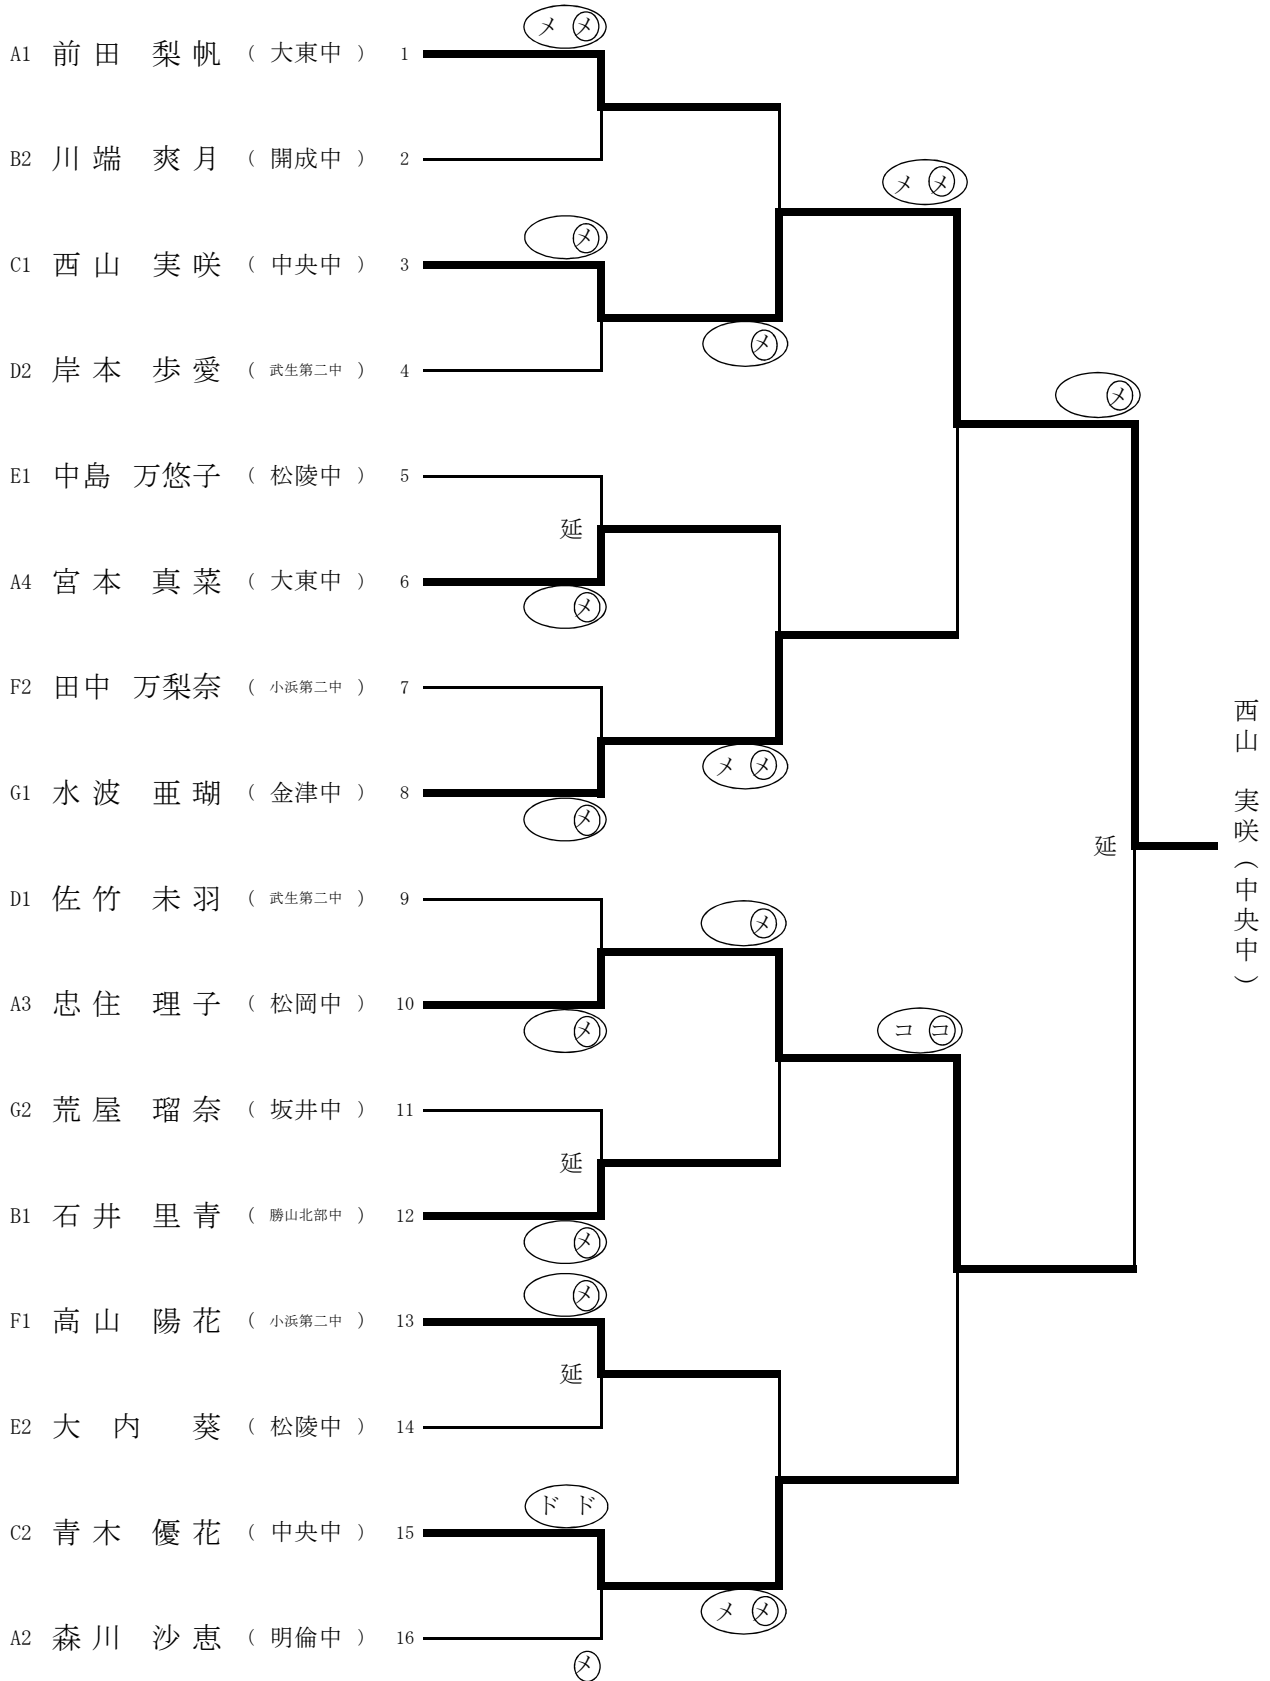 メ メ
A1 前田 梨帆 （ 大東中 ） 1
B2 川端 爽月 （ 開成中 ） 2
メ メ
メ
C1 西山 実咲 （ 中央中 ） 3
メ
D2 岸本 歩愛 （ 武生第二中 ） 4
メ
E1 中島 万悠子 （ 松陵中 ） 5
延
A4 宮本 真菜 （ 大東中 ） 6
メ
F2 田中 万梨奈 （ 小浜第二中 ） 7
メ メ
G1 水波 亜瑚 （ 金津中 ） 8
メ
西山 実咲（中央中）
延
D1 佐竹 未羽 （ 武生第二中 ） 9
メ
A3 忠住 理子 （ 松岡中 ） 10
メ
コ コ
G2 荒屋 瑠奈 （ 坂井中 ） 11
延
B1 石井 里青 （ 勝山北部中 ） 12
メ
メ
F1 高山 陽花 （ 小浜第二中 ） 13
延
E2 大内 葵 （ 松陵中 ） 14
ド ド
C2 青木 優花 （ 中央中 ） 15
メ メ
A2 森川 沙恵 （ 明倫中 ） 16
メ